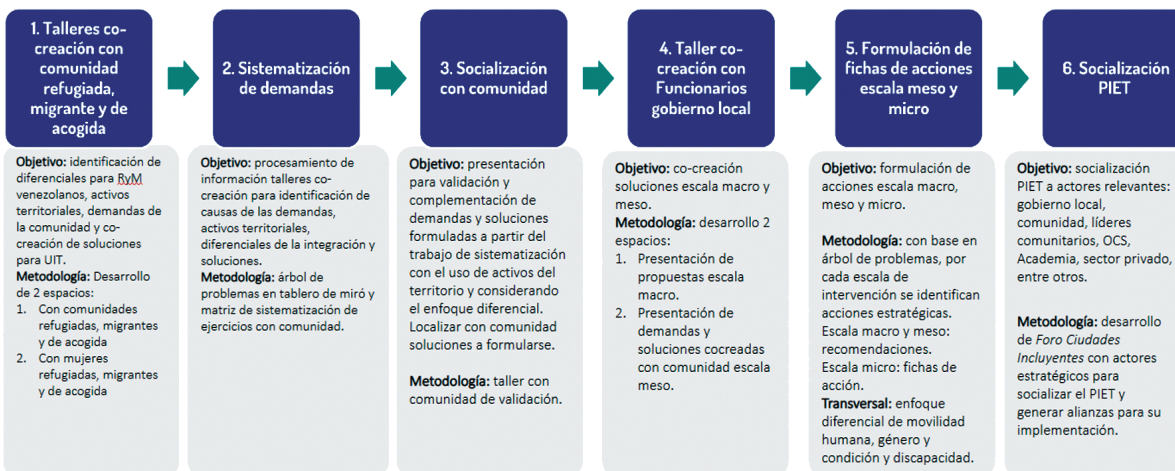 1. Talleres co-
creación con
comunidad
refugiada,
migrante y de
acogida
Objetivo: identificación de
diferenciales para RyM
venezolanos, activos
territoriales, demandas de
la comunidad y co-
creación de soluciones
para UIT.
Metodología: Desarrollo
de 2 espacios:
1. Con comunidades
refugiadas, migrantes
y de acogida
2. Con mujeres
refugiadas, migrantes
y de acogida
2. Sistematización
de demandas
Objetivo: procesamiento de
información talleres co-
creación para identificación de
causas de las demandas,
activos territoriales,
diferenciales de la integración y
soluciones.
Metodología: árbol de
problemas en tablero de miró y
matriz de sistematización de
ejercicios con comunidad.
3. Socialización
con comunidad
Objetivo: presentación
para validación y
complementación de
demandas y soluciones
formuladas a partir del
trabajo de sistematización
con el uso de activos del
territorio y considerando
el enfoque diferencial.
Localizar con comunidad
soluciones a formularse.
Metodología: taller con
comunidad de validación.
4. Taller co-
creación con
Funcionarios
gobierno local
Objetivo: co-creación
soluciones escala macro y
meso.
Metodología: desarrollo 2
espacios:
1. Presentación de
propuestas escala
macro.
2. Presentación de
demandas y
soluciones cocreadas
con comunidad escala
meso.
5. Formulación de
fichas de acciones
escala meso y
micro
Objetivo: formulación de
acciones escala macro,
meso y micro.
Metodología: con base en
árbol de problemas, por
cada escala de
intervención se identifican
acciones estratégicas.
Escala macro y meso:
recomendaciones.
Escala micro: fichas de
acción.
Transversal: enfoque
diferencial de movilidad
humana, género y
condición y discapacidad.
6. Socialización
PIET
Objetivo: socialización
PIET a actores relevantes:
gobierno local,
comunidad, líderes
comunitarios, OCS,
Academia, sector privado,
entre otros.
Metodología: desarrollo
de Foro Ciudades
Incluyentes con actores
estratégicos para
socializar el PIET y
generar alianzas para su
implementación.